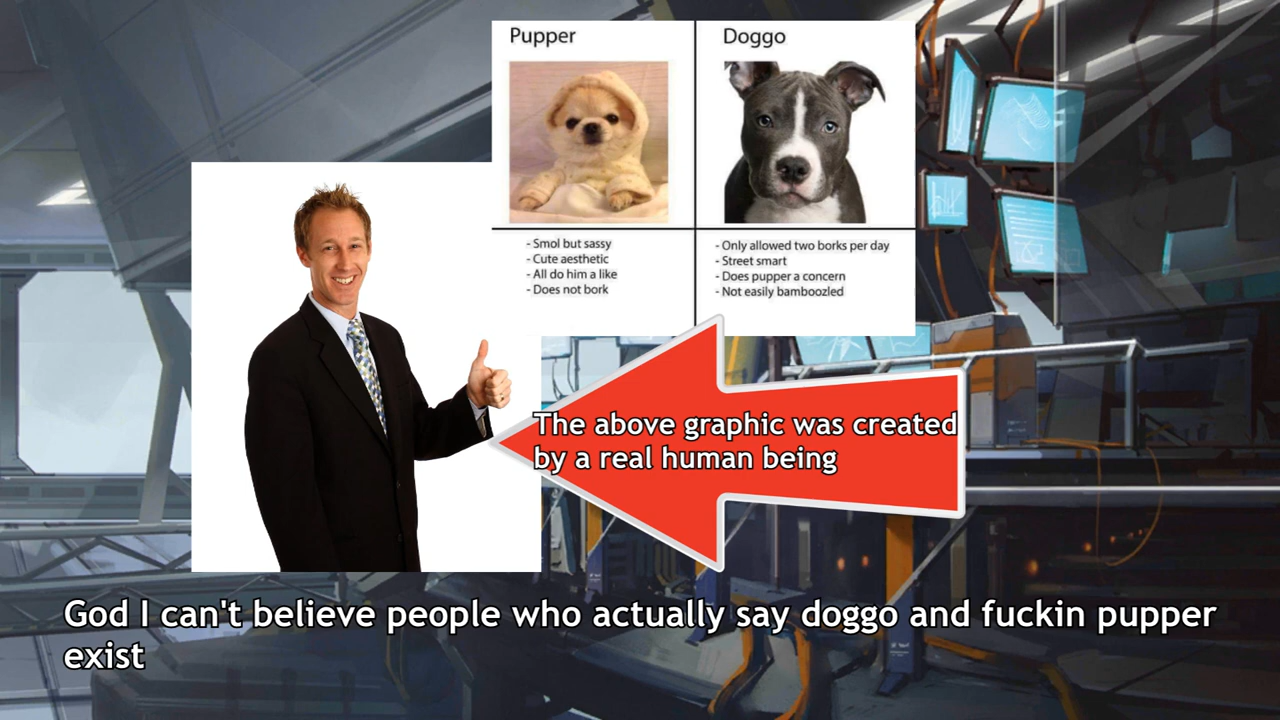 Pupper
Doggo
- Smol but sassy
- Cute aesthetic
- All do him a like
- Does not bork
- Only allowed two borks per day
- Street smart
- Does pupper a concern
- Not easily bamboozled
The above graphic was created
by a real human being
God I can't believe people who actually say doggo and fuckin pupper
exist